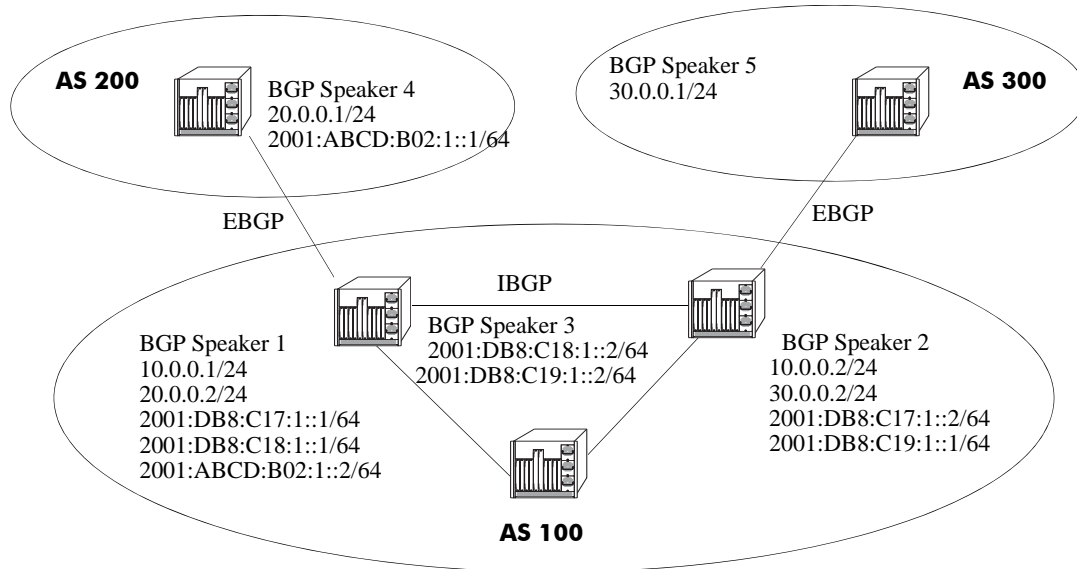 AS 200
BGP Speaker 4
20.0.0.1/24
2001:ABCD:B02:1::1/64
BGP Speaker 5
30.0.0.1/24
AS 300
EBGP
EBGP
IBGP
BGP Speaker 1
10.0.0.1/24
20.0.0.2/24
2001:DB8:C17:1::1/64
2001:DB8:C18:1::1/64
2001:ABCD:B02:1::2/64
BGP Speaker 3
2001:DB8:C18:1::2/64
2001:DB8:C19:1::2/64
BGP Speaker 2
10.0.0.2/24
30.0.0.2/24
2001:DB8:C17:1::2/64
2001:DB8:C19:1::1/64
AS 100